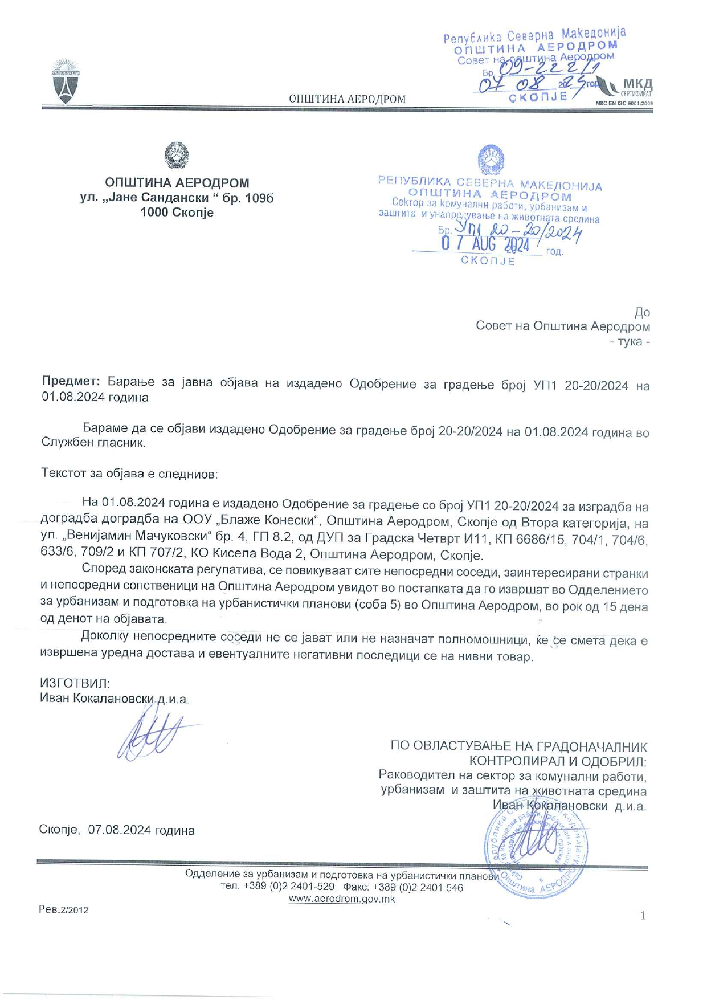 Република Северна Македонија
ОПШТИНА АЕРОДРОМ
Совет на општина Аеродром
Бр. 09-222/1
07 08 2024 год.
СКОПЈЕ
МКД
СЕРТИФИКАТ
МКС EN ISO 9001:2009
ОПШТИНА АЕРОДРОМ
ОПШТИНА АЕРОДРОМ
ул. „Јане Сандански “ бр. 109б
1000 Скопје
РЕПУБЛИКА СЕВЕРНА МАКЕДОНИЈА
ОПШТИНА АЕРОДРОМ
Сектор за комунални работи, урбанизам и
заштита и унапредување на животната средина
Бр. УП1 20-20/2024
07 AUG 2024 год.
СКОПЈЕ
До
Совет на Општина Аеродром
- тука -
Предмет: Барање за јавна објава на издадено Одобрение за градење број УП1 20-20/2024 на
01.08.2024 година
Бараме да се објави издадено Одобрение за градење број 20-20/2024 на 01.08.2024 година во
Службен гласник.
Текстот за објава е следниов:
На 01.08.2024 година е издадено Одобрение за градење со број УП1 20-20/2024 за изградба на
доградба доградба на ООУ „Блаже Конески“, Општина Аеродром, Скопје од Втора категорија, на
ул. „Венијамин Мачуковски“ бр. 4, ГП 8.2, од ДУП за Градска Четврт И11, КП 6686/15, 704/1, 704/6,
633/6, 709/2 и КП 707/2, КО Кисела Вода 2, Општина Аеродром, Скопје.
Според законската регулатива, се повикуваат сите непосредни соседи, заинтересирани странки
и непосредни сопственици на Општина Аеродром увидот во постапката да го извршат во Одделението
за урбанизам и подготовка на урбанистички планови (соба 5) во Општина Аеродром, во рок од 15 дена
од денот на објавата.
Доколку непосредните соседи не се јават или не назначат полномошници, ќе се смета дека е
извршена уредна достава и евентуалните негативни последици се на нивни товар.
ИЗГОТВИЛ:
Иван Кокалановски д.и.а.
ПО ОВЛАСТУВАЊЕ НА ГРАДОНАЧАЛНИК
КОНТРОЛИРАЛ И ОДОБРИЛ:
Раководител на сектор за комунални работи,
урбанизам и заштита на животната средина
Иван Кокалановски д.и.а.
Скопје, 07.08.2024 година
Општина АЕРОДРОМ
Одделение за урбанизам и подготовка на урбанистички планови
тел. +389 (0)2 2401-529, Факс: +389 (0)2 2401 546
www.aerodrom.gov.mk
Рев.2/2012
1